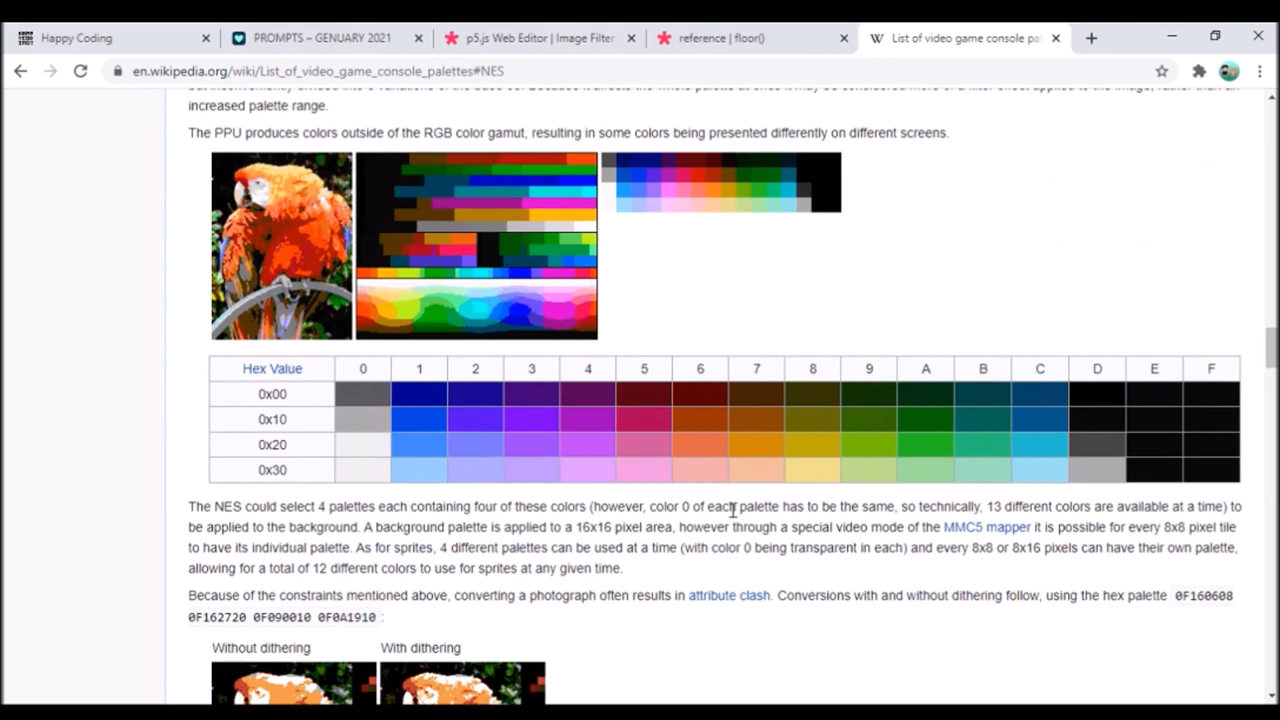 Happy Coding
PROMPTS – GENUARY 2021
p5.js Web Editor | Image Filter
reference | floor()
List of video game console pa
en.wikipedia.org/wiki/List_of_video_game_console_palettes#NES
increased palette range.
The PPU produces colors outside of the RGB color gamut, resulting in some colors being presented differently on different screens.
Hex Value 0 1 2 3 4 5 6 7 8 9 A B C D E F
0x00
0x10
0x20
0x30
The NES could select 4 palettes each containing four of these colors (however, color 0 of each palette has to be the same, so technically, 13 different colors are available at a time) to
be applied to the background. A background palette is applied to a 16x16 pixel area, however through a special video mode of the MMC5 mapper it is possible for every 8x8 pixel tile
to have its individual palette. As for sprites, 4 different palettes can be used at a time (with color 0 being transparent in each) and every 8x8 or 8x16 pixels can have their own palette,
allowing for a total of 12 different colors to use for sprites at any given time.
Because of the constraints mentioned above, converting a photograph often results in attribute clash. Conversions with and without dithering follow, using the hex palette 0F160608
0F162720 0F090010 0F0A1910 :
Without dithering
With dithering